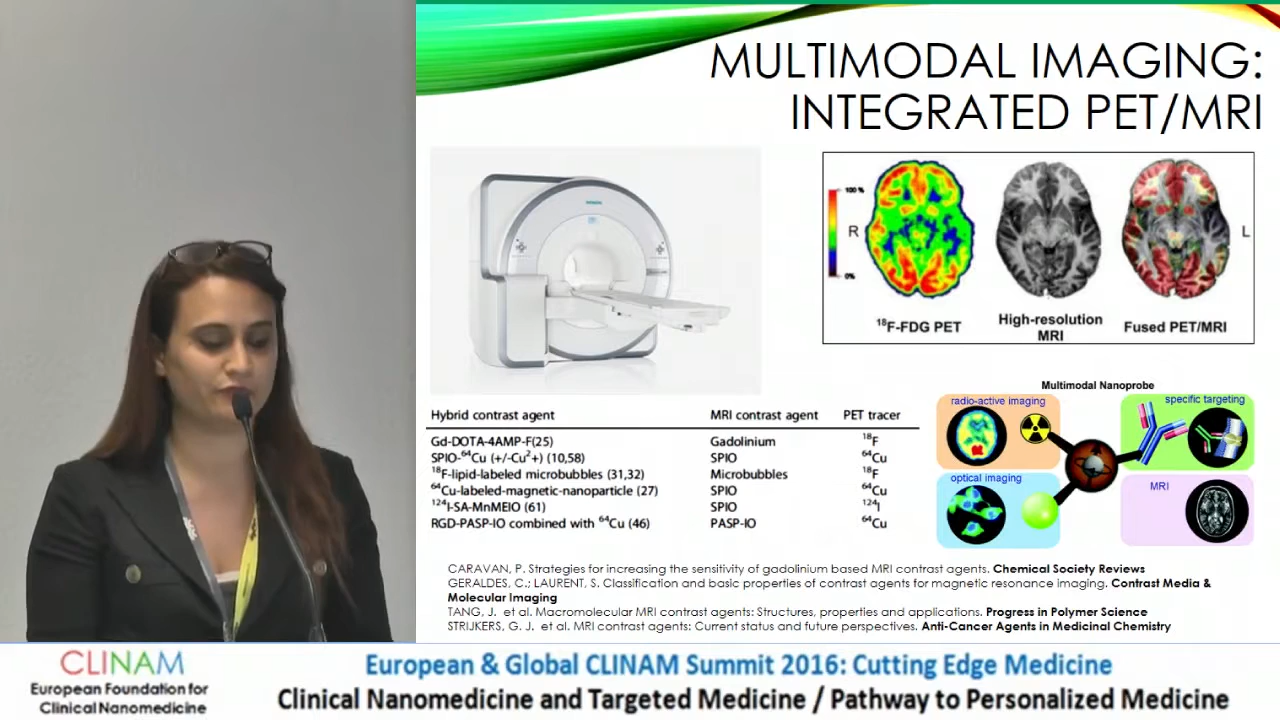 MULTIMODAL IMAGING:
INTEGRATED PET/MRI
SIEMENS
100 %
0%
R
L
¹⁸F-FDG PET
High-resolution
MRI
Fused PET/MRI
Hybrid contrast agent MRI contrast agent PET tracer
Gd-DOTA-4AMP-F(25) Gadolinium ¹⁸F
SPIO-⁶⁴Cu (+/-Cu²+) (10,58) SPIO ⁶⁴Cu
¹⁸F-lipid-labeled microbubbles (31,32) Microbubbles ¹⁸F
⁶⁴Cu-labeled-magnetic-nanoparticle (27) SPIO ⁶⁴Cu
¹²⁴I-SA-MnMEIO (61) SPIO ¹²⁴I
RGD-PASP-IO combined with ⁶⁴Cu (46) PASP-IO ⁶⁴Cu
Multimodal Nanoprobe
radio-active imaging
specific targeting
optical imaging
MRI
CARAVAN, P. Strategies for increasing the sensitivity of gadolinium based MRI contrast agents. Chemical Society Reviews
GERALDES, C.; LAURENT, S. Classification and basic properties of contrast agents for magnetic resonance imaging. Contrast Media &
Molecular Imaging
TANG, J. et al. Macromolecular MRI contrast agents: Structures, properties and applications. Progress in Polymer Science
STRIJKERS, G. J. et al. MRI contrast agents: Current status and future perspectives. Anti-Cancer Agents in Medicinal Chemistry
CLINAM
European Foundation for
Clinical Nanomedicine
European & Global CLINAM Summit 2016: Cutting Edge Medicine
Clinical Nanomedicine and Targeted Medicine / Pathway to Personalized Medicine